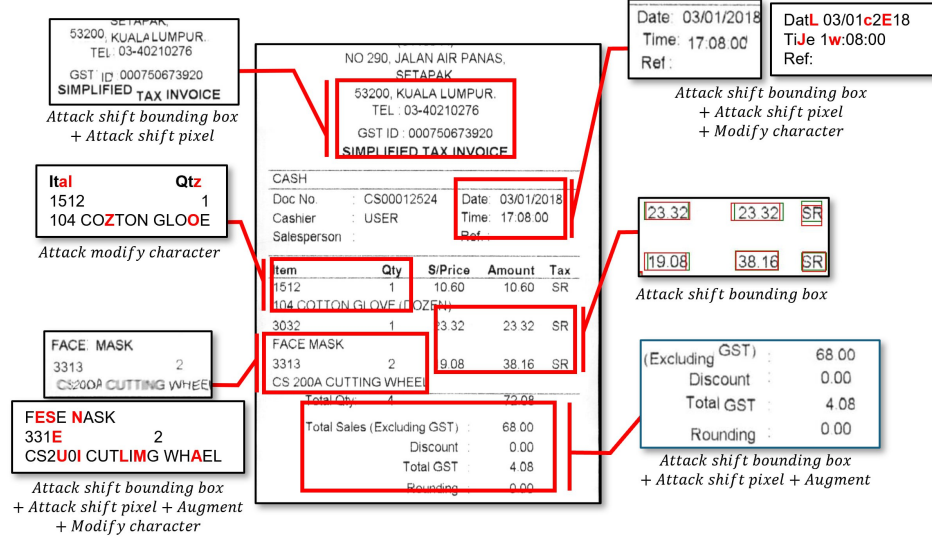 SETAPAK,
53200, KUALA LUMPUR.
TEL: 03-40210276
GST ID :000750673920
SIMPLIFIED TAX INVOICE
Attack shift bounding box
+ Attack shift pixel
Ital Qtz
1512 1
104 COZTON GLOOE
Attack modify character
FACE MASK
3313 2
CUTTING WHEEL
FESE NASK
331E 2
CS2U0I CUTLIMG WHAEL
Attack shift bounding box
+ Attack shift pixel + Augment
+ Modify character
NO 290, JALAN AIR PANAS,
SETAPAK
53200, KUALA LUMPUR.
TEL : 03-40210276
GST ID : 000750673920
SIMPLIFIED TAX INVOICE
CASH
Doc No. : CS00012524 Date: 03/01/2018
Cashier : USER Time: 17:08:00
Salesperson : Ref. :
Item Qty S/Price Amount Tax
1512 1 10.60 10.60 SR
104 COTTON GLOVE (DOZEN)
3032 1 23.32 23.32 SR
FACE MASK
3313 2 9.08 38.16 SR
CS 200A CUTTING WHEEL
Total Qty: 4 72.08
Total Sales (Excluding GST) : 68.00
Discount : 0.00
Total GST : 4.08
Rounding : 0.00
Date: 03/01/2018
Time: 17:08:00
Ref:
DatL 03/01c2E18
TiJe 1w:08:00
Ref:
Attack shift bounding box
+ Attack shift pixel
+ Modify character
23.32 23.32 SR
19.08 38.16 SR
Attack shift bounding box
(Excluding GST) : 68.00
Discount : 0.00
Total GST : 4.08
Rounding : 0.00
Attack shift bounding box
+ Attack shift pixel + Augment